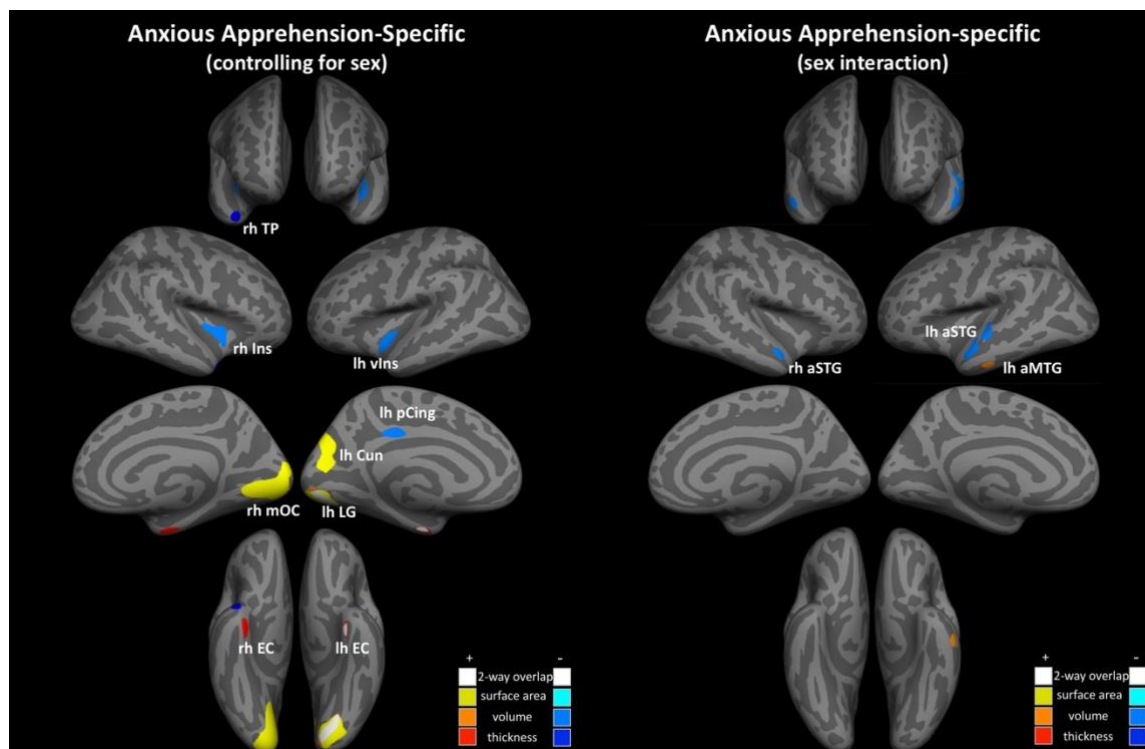 Anxious Apprehension-Specific
(controlling for sex)
rh TP
rh Ins
lh vIns
lh pCing
lh Cun
rh mOC
lh LG
rh EC
lh EC
+ -
2-way overlap
surface area
volume
thickness
Anxious Apprehension-specific
(sex interaction)
lh aSTG
rh aSTG
lh aMTG
+ -
2-way overlap
surface area
volume
thickness